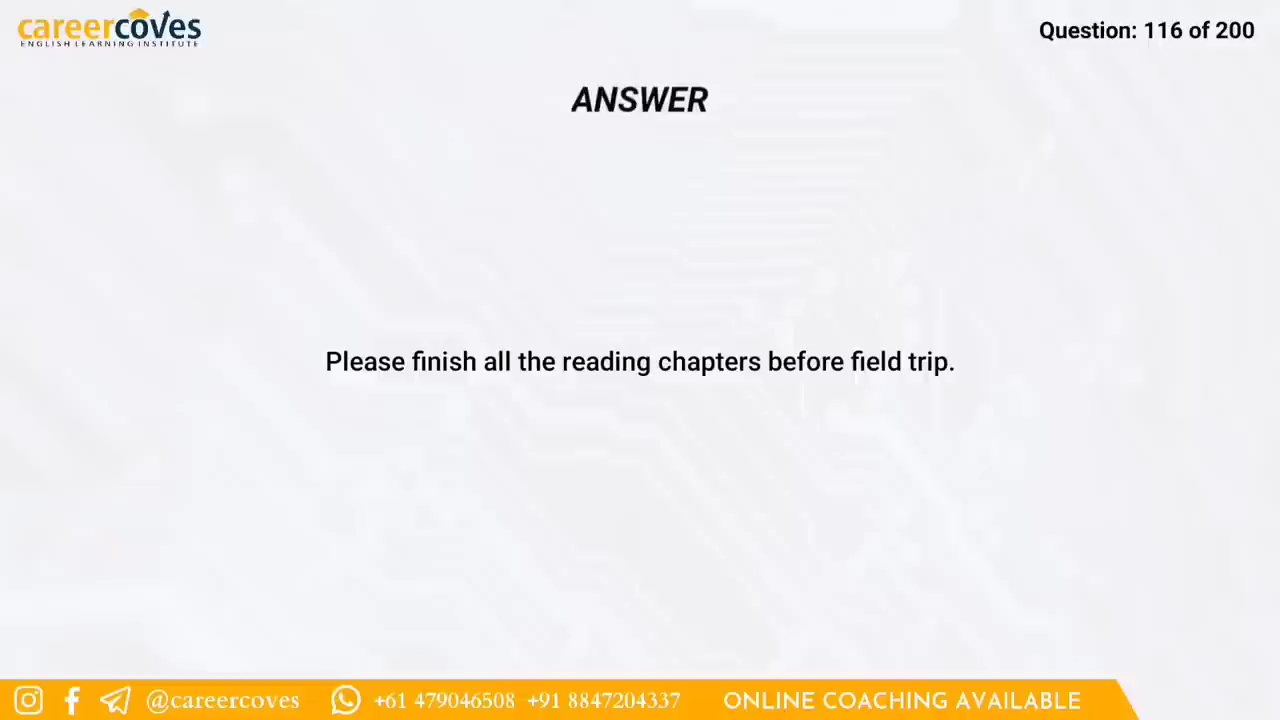 careercoves
ENGLISH LEARNING INSTITUTE
Question: 116 of 200
ANSWER
Please finish all the reading chapters before field trip.
@careercoves +61 479046508 +91 8847204337 ONLINE COACHING AVAILABLE